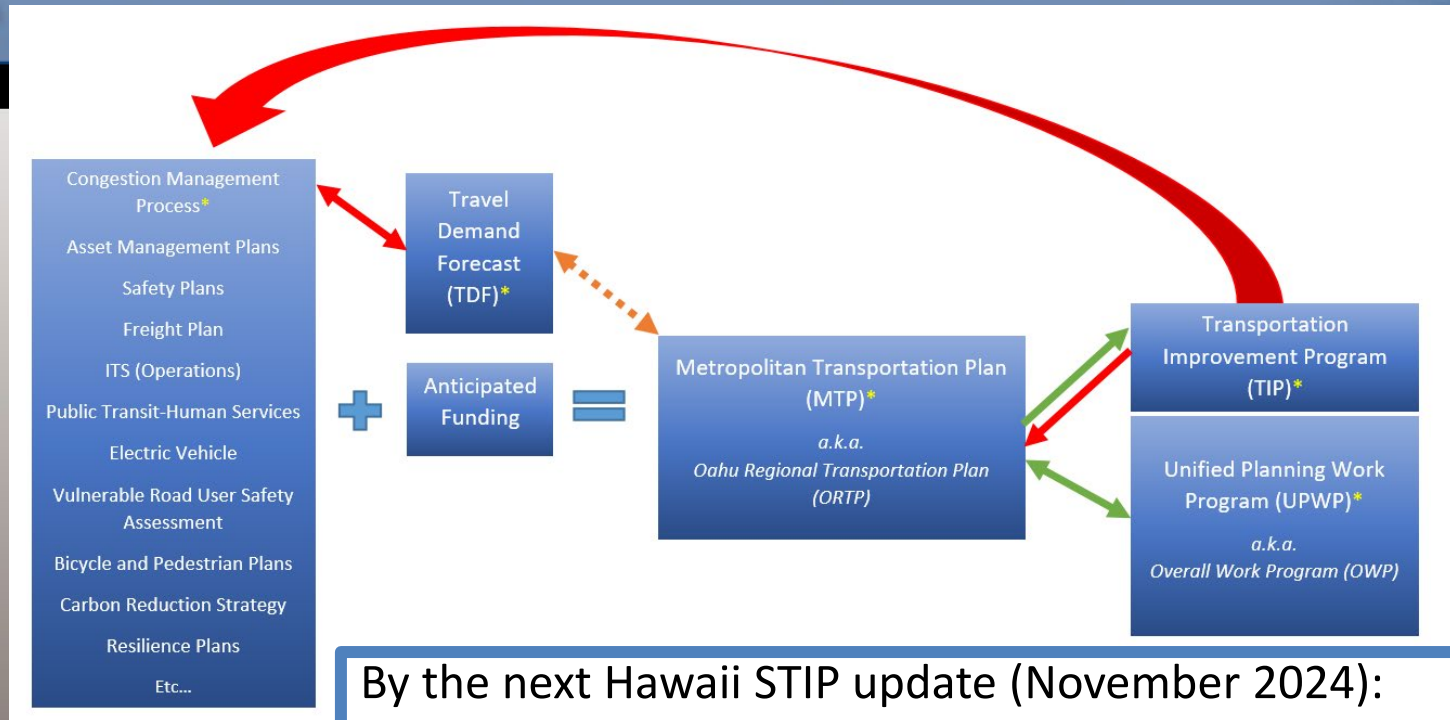 Congestion Management
Process*
Asset Management Plans
Safety Plans
Freight Plan
ITS (Operations)
Public Transit-Human Services
Electric Vehicle
Vulnerable Road User Safety
Assessment
Bicycle and Pedestrian Plans
Carbon Reduction Strategy
Resilience Plans
Etc...
Travel
Demand
Forecast
(TDF)*
Anticipated
Funding
Metropolitan Transportation Plan
(MTP)*
a.k.a.
Oahu Regional Transportation Plan
(ORTP)
Transportation
Improvement Program
(TIP)*
Unified Planning Work
Program (UPWP)*
a.k.a.
Overall Work Program (OWP)
By the next Hawaii STIP update (November 2024):